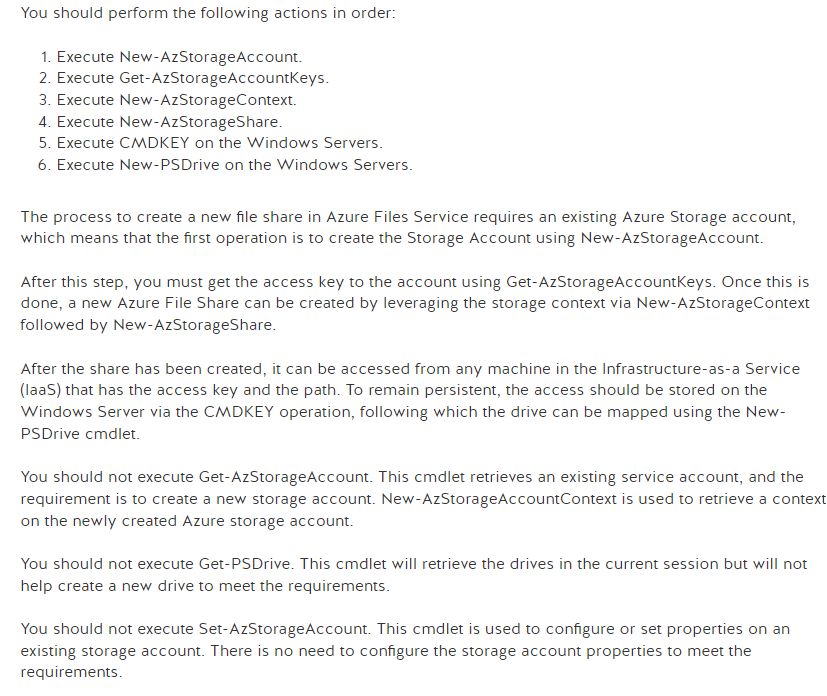 You should perform the following actions in order:
1. Execute New-AzStorageAccount.
2. Execute Get-AzStorageAccountKeys.
3. Execute New-AzStorageContext.
4. Execute New-AzStorageShare.
5. Execute CMDKEY on the Windows Servers.
6. Execute New-PSDrive on the Windows Servers.
The process to create a new file share in Azure Files Service requires an existing Azure Storage account,
which means that the first operation is to create the Storage Account using New-AzStorageAccount.
After this step, you must get the access key to the account using Get-AzStorageAccountKeys. Once this is
done, a new Azure File Share can be created by leveraging the storage context via New-AzStorageContext
followed by New-AzStorageShare.
After the share has been created, it can be accessed from any machine in the Infrastructure-as-a Service
(IaaS) that has the access key and the path. To remain persistent, the access should be stored on the
Windows Server via the CMDKEY operation, following which the drive can be mapped using the New-
PSDrive cmdlet.
You should not execute Get-AzStorageAccount. This cmdlet retrieves an existing service account, and the
requirement is to create a new storage account. New-AzStorageAccountContext is used to retrieve a context
on the newly created Azure storage account.
You should not execute Get-PSDrive. This cmdlet will retrieve the drives in the current session but will not
help create a new drive to meet the requirements.
You should not execute Set-AzStorageAccount. This cmdlet is used to configure or set properties on an
existing storage account. There is no need to configure the storage account properties to meet the
requirements.